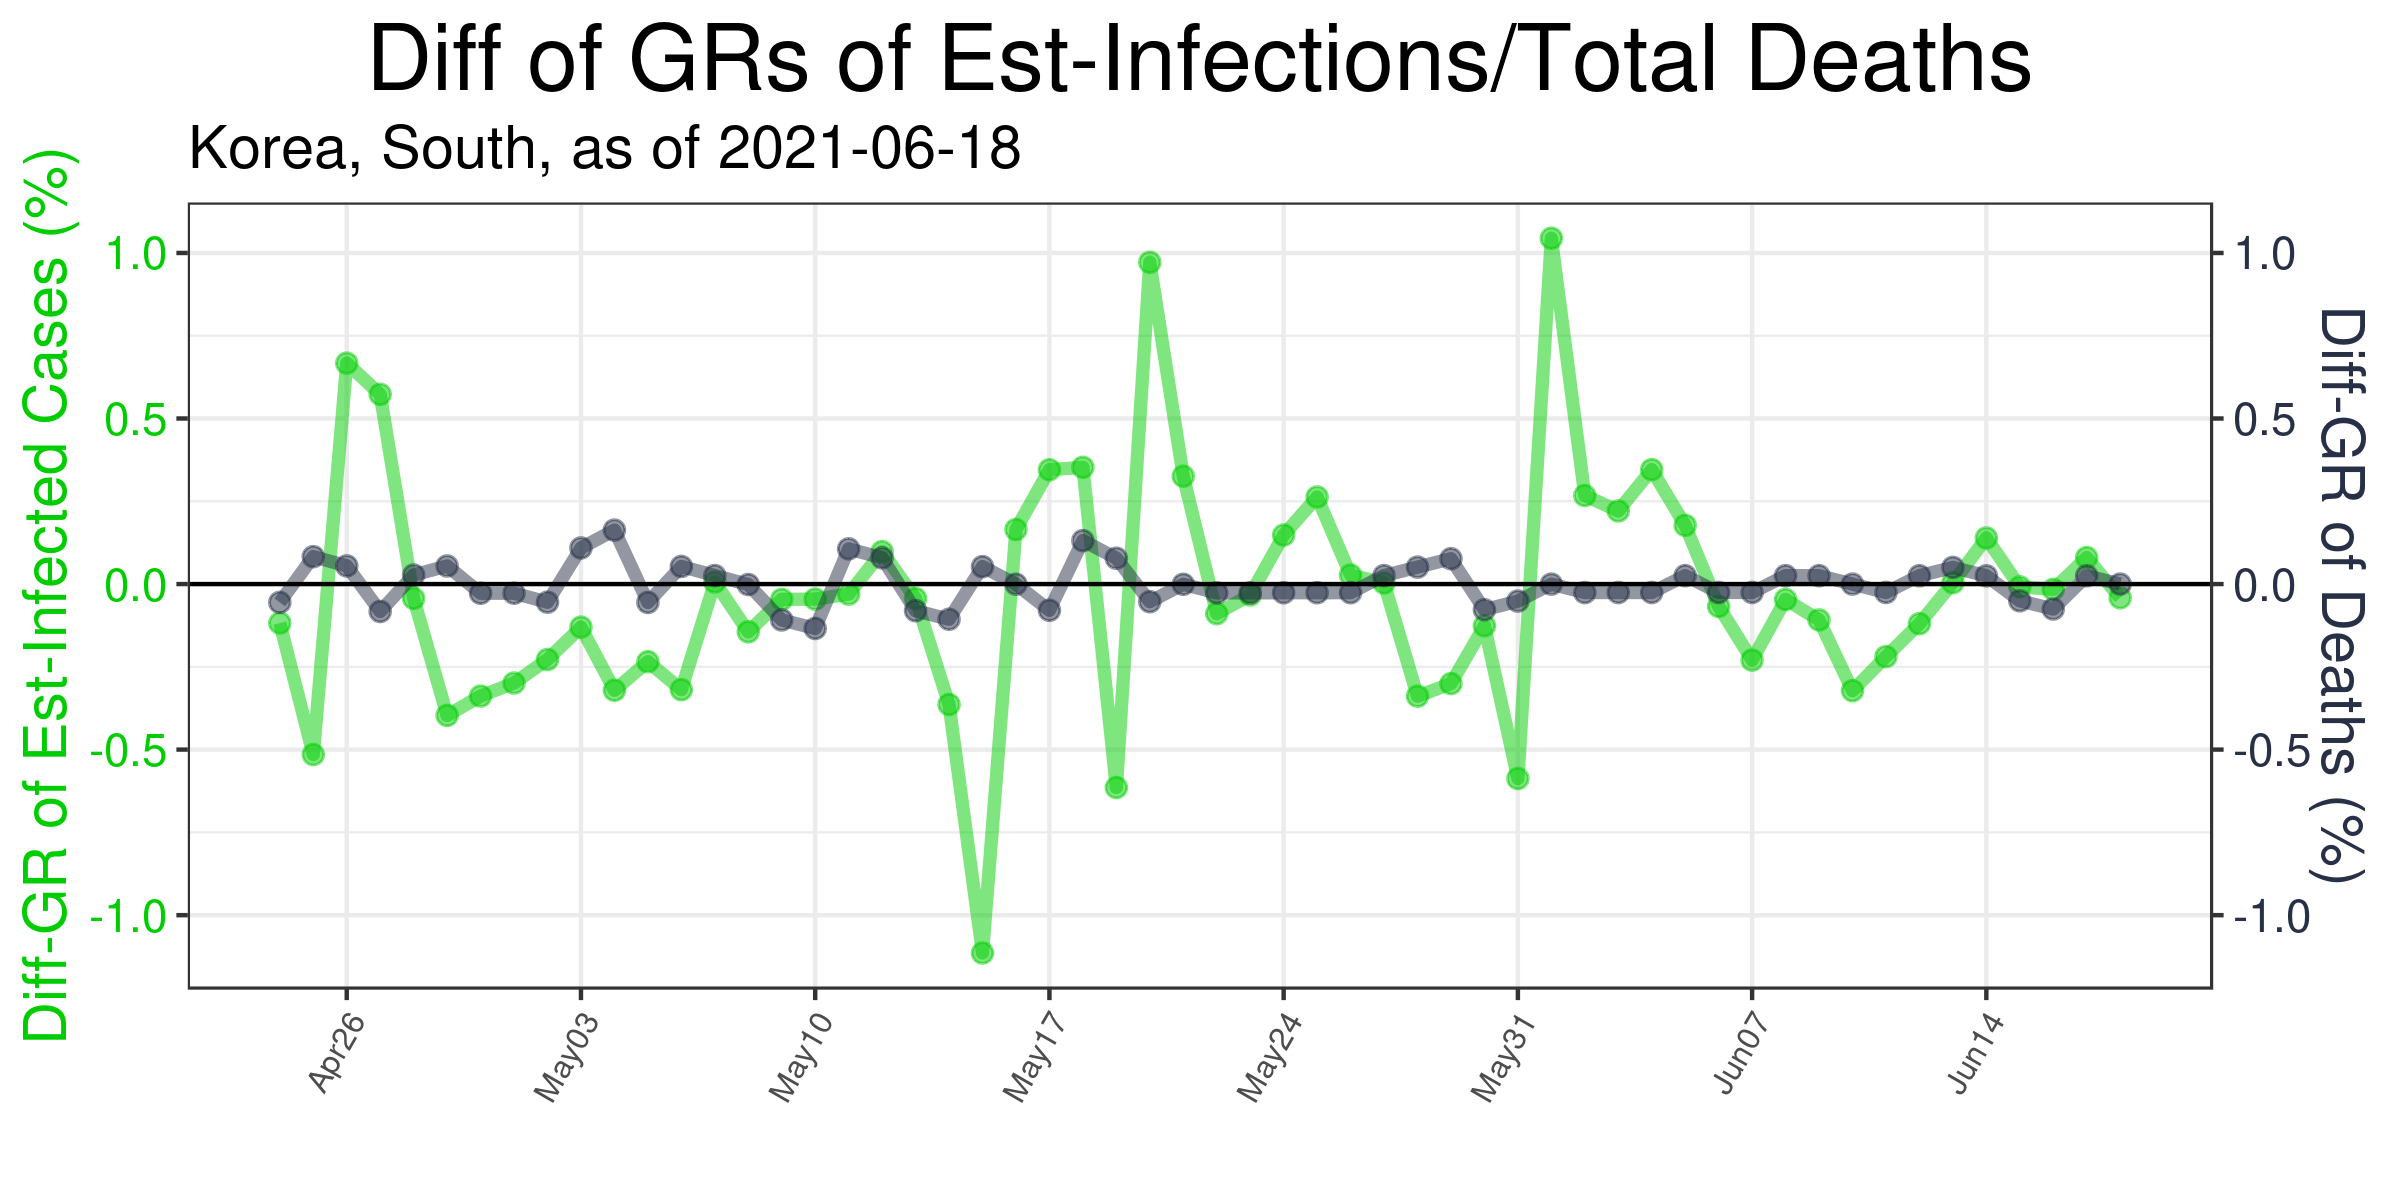 Diff of GRs of Est-Infections/Total Deaths
Korea, South, as of 2021-06-18
Diff-GR of Est-Infected Cases (%)
1.0
0.5
0.0
-0.5
-1.0
1.0
0.5
0.0
-0.5
-1.0
Diff-GR of Deaths (%)
Apr26
May03
May10
May17
May24
May31
Jun07
Jun14